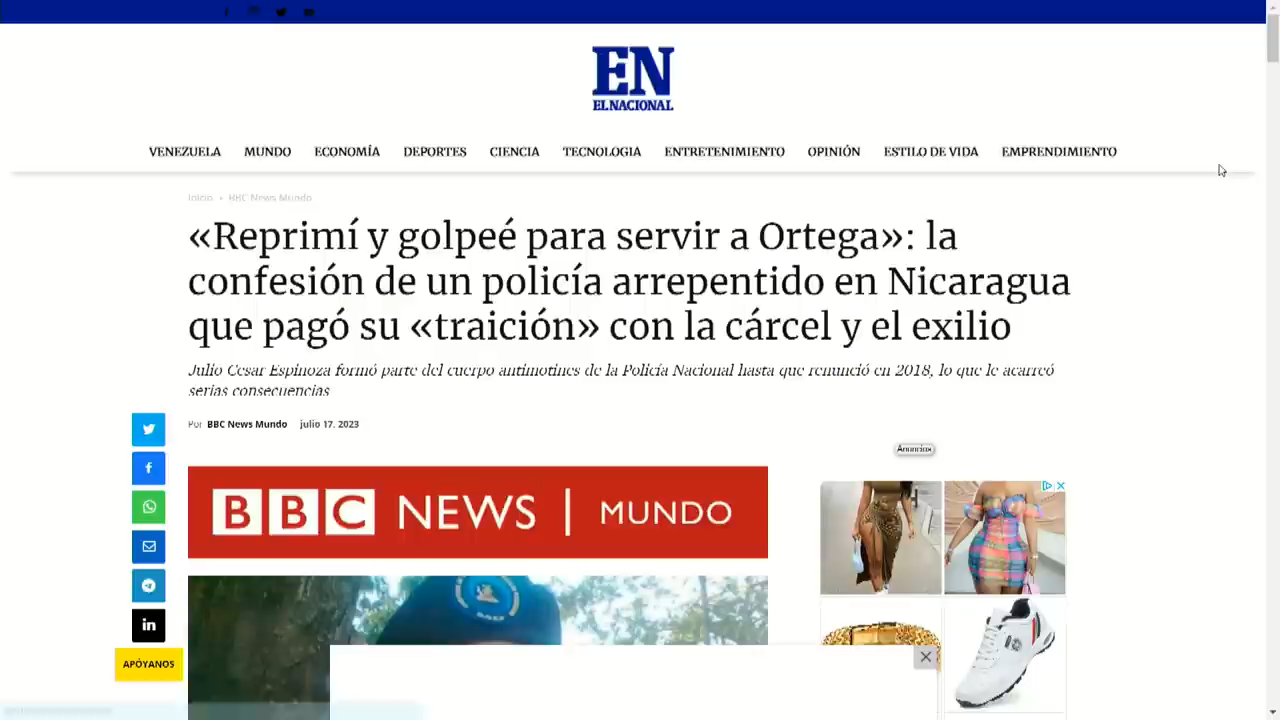 EN
EL NACIONAL
VENEZUELA MUNDO ECONOMÍA DEPORTES CIENCIA TECNOLOGIA ENTRETENIMIENTO OPINIÓN ESTILO DE VIDA EMPRENDIMIENTO
Inicio › BBC News Mundo
«Reprimí y golpeé para servir a Ortega»: la
confesión de un policía arrepentido en Nicaragua
que pagó su «traición» con la cárcel y el exilio
Julio Cesar Espinoza formó parte del cuerpo antimotines de la Policía Nacional hasta que renunció en 2018, lo que le acarreó
serias consecuencias
Por BBC News Mundo julio 17, 2023
Anuncios
BBC NEWS | MUNDO
APÓYANOS